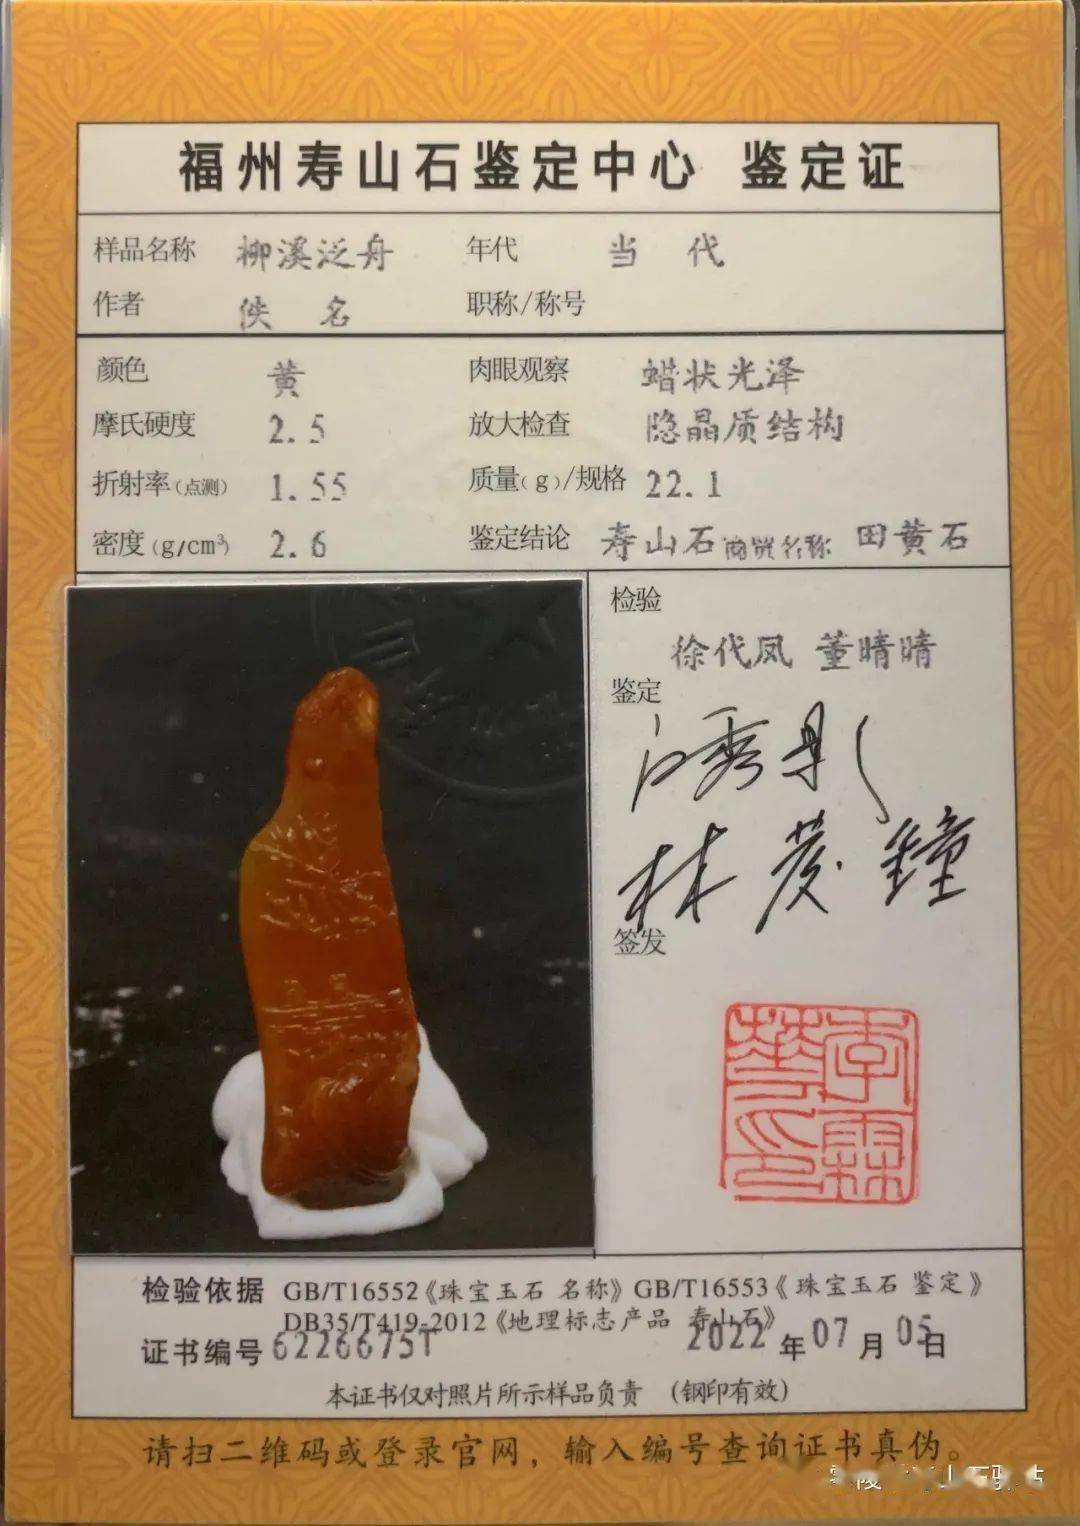 福州寿山石鉴定中心 鉴定证
样品名称 柳溪泛舟 年代 当 代
作者 佚 名 职称/称号
颜色 黄 肉眼观察 蜡状光泽
摩氏硬度 2.5 放大检查 隐晶质结构
折射率(点测) 1.55 质量(g)/规格 22.1
密度(g/cm³) 2.6 鉴定结论 寿山石 商贸名称 田黄石
检验
徐代凤 董晴晴
鉴定
林茂鐘
签发
检验依据 GB/T16552《珠宝玉石 名称》GB/T16553《珠宝玉石 鉴定》
DB35/T419-2012《地理标志产品 寿山石》
证书编号 6226675T 2022 年 07 月 05 日
本证书仅对照片所示样品负责 (钢印有效)
请扫二维码或登录官网，输入编号查询证书真伪。